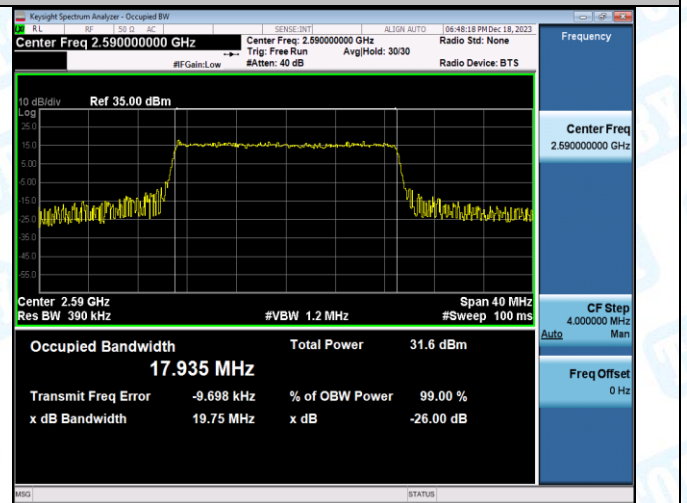 Keysight Spectrum Analyzer - Occupied BW
RL RF 50 Ω AC SENSE:INT ALIGN AUTO 06:48:18 PM Dec 18, 2023
Center Freq 2.590000000 GHz Center Freq: 2.590000000 GHz Radio Std: None Frequency
Trig: Free Run Avg|Hold: 30/30
#IFGain:Low #Atten: 40 dB Radio Device: BTS
10 dB/div Ref 35.00 dBm
Log
25.0
15.0
5.00
-5.00
-15.0
-25.0
-35.0
-45.0
-55.0
Center 2.59 GHz Span 40 MHz
Res BW 390 kHz #VBW 1.2 MHz #Sweep 100 ms
Occupied Bandwidth Total Power 31.6 dBm
17.935 MHz
Transmit Freq Error -9.698 kHz % of OBW Power 99.00 %
x dB Bandwidth 19.75 MHz x dB -26.00 dB
Center Freq
2.590000000 GHz
CF Step
4.000000 MHz
Auto Man
Freq Offset
0 Hz
MSG STATUS